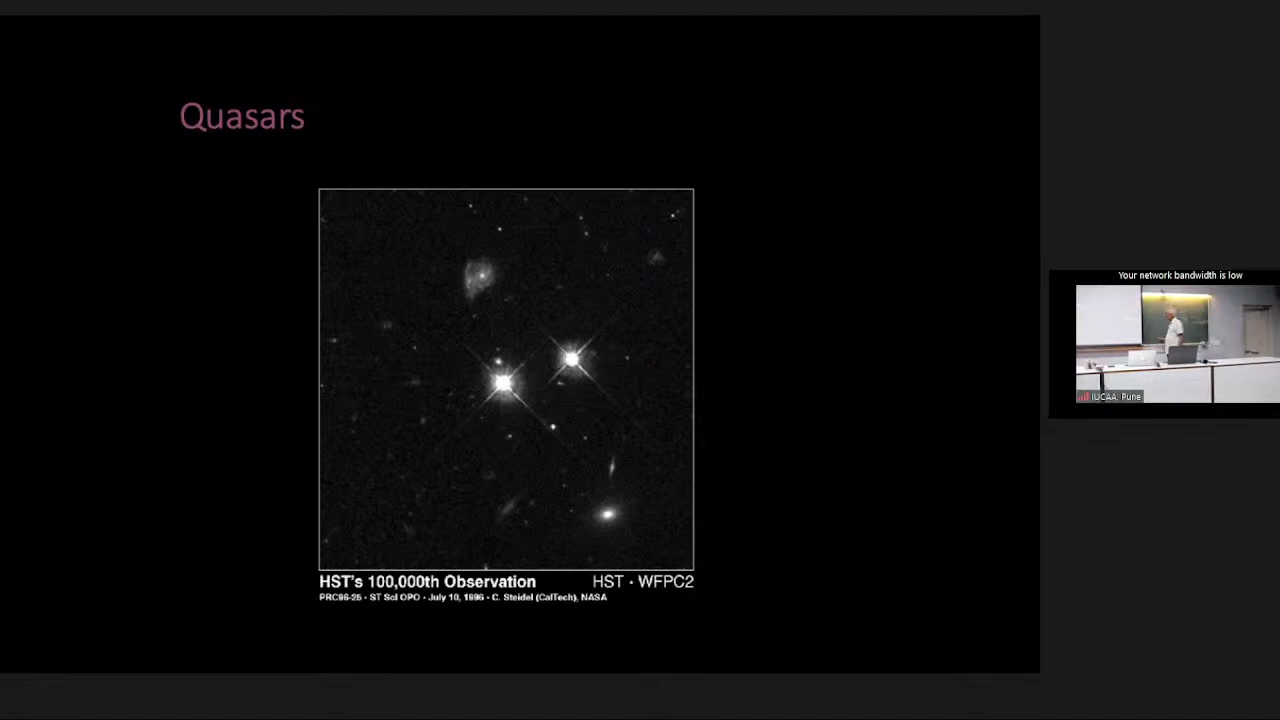 Quasars
HST's 100,000th Observation HST • WFPC2
PRC96-25 • ST ScI OPO • July 10, 1996 • C. Steidel (CalTech), NASA
Your network bandwidth is low
IUCAA, Pune